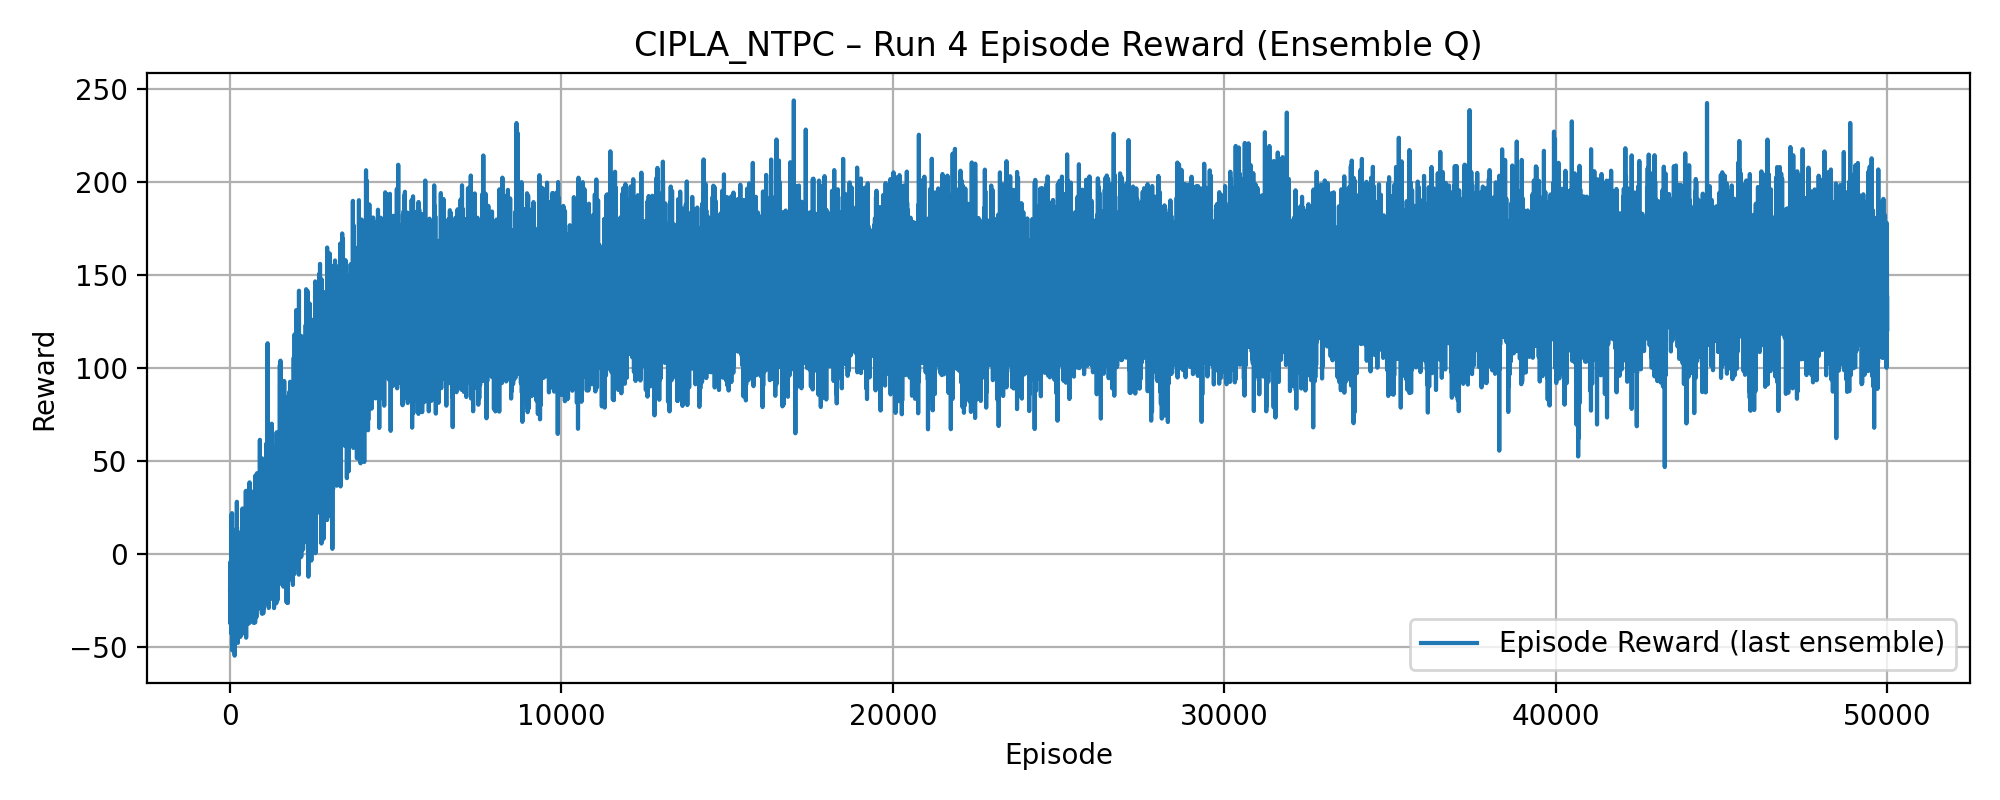 CIPLA_NTPC – Run 4 Episode Reward (Ensemble Q)
250
200
150
100
50
0
−50
Reward
Episode Reward (last ensemble)
0 10000 20000 30000 40000 50000
Episode